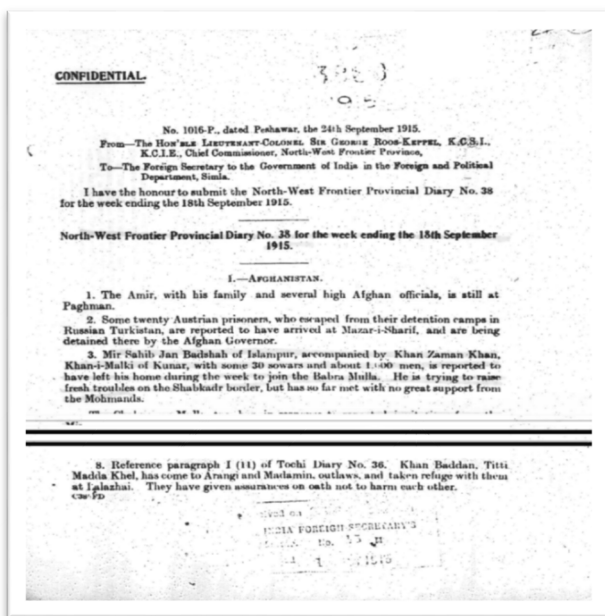 CONFIDENTIAL.
No. 1016-P., dated Peshawar, the 24th September 1915.
From—The Hon'ble Lieutenant-Colonel Sir George Roos-Keppel, K.C.S.I.,
K.C.I.E., Chief Commissioner, North-West Frontier Province,
To—The Foreign Secretary to the Government of India in the Foreign and Political
Department, Simla.
I have the honour to submit the North-West Frontier Provincial Diary No. 38
for the week ending the 18th September 1915.
North-West Frontier Provincial Diary No. 38 for the week ending the 18th September
1915.
I.—Afghanistan.
1. The Amir, with his family and several high Afghan officials, is still at
Paghman.
2. Some twenty Austrian prisoners, who escaped from their detention camps in
Russian Turkistan, are reported to have arrived at Mazar-i-Sharif, and are being
detained there by the Afghan Governor.
3. Mir Sahib Jan Badshah of Islampur, accompanied by Khan Zaman Khan,
Khan-i-Malki of Kunar, with some 30 sowars and about men, is reported to
have left his home during the week to join the Babra Mulla. He is trying to raise
fresh troubles on the Shabkadr border, but has so far met with no great support from
the Mohmands.
8. Reference paragraph I (11) of Tochi Diary No. 36. Khan Baddan, Titti
Madda Khel, has come to Arangi and Madamin, outlaws, and taken refuge with them
at Lalazhai. They have given assurances on oath not to harm each other.
FOREIGN SECRETARY'S